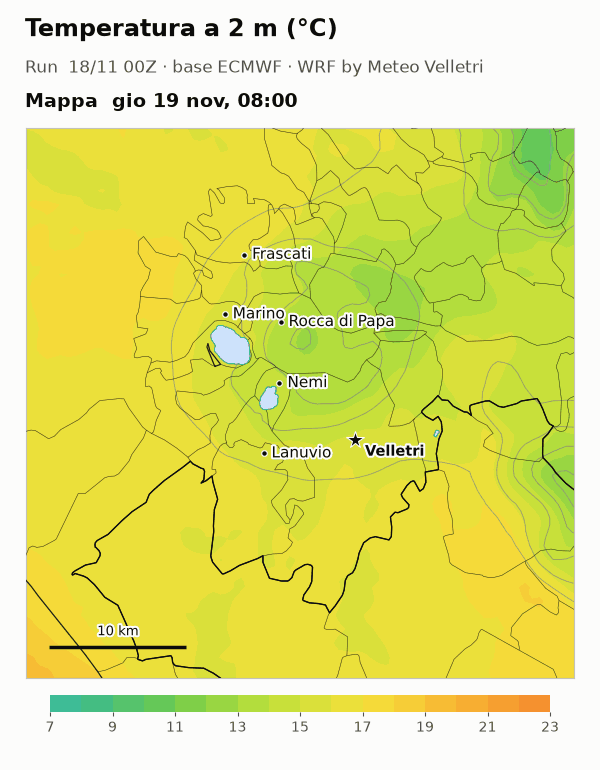 Temperatura a 2 m (°C)
Run  18/11 00Z · base ECMWF · WRF by Meteo Velletri
Mappa  gio 19 nov, 08:00
Frascati
Marino
Rocca di Papa
Nemi
Velletri
Lanuvio
10 km
7 9 11 13 15 17 19 21 23